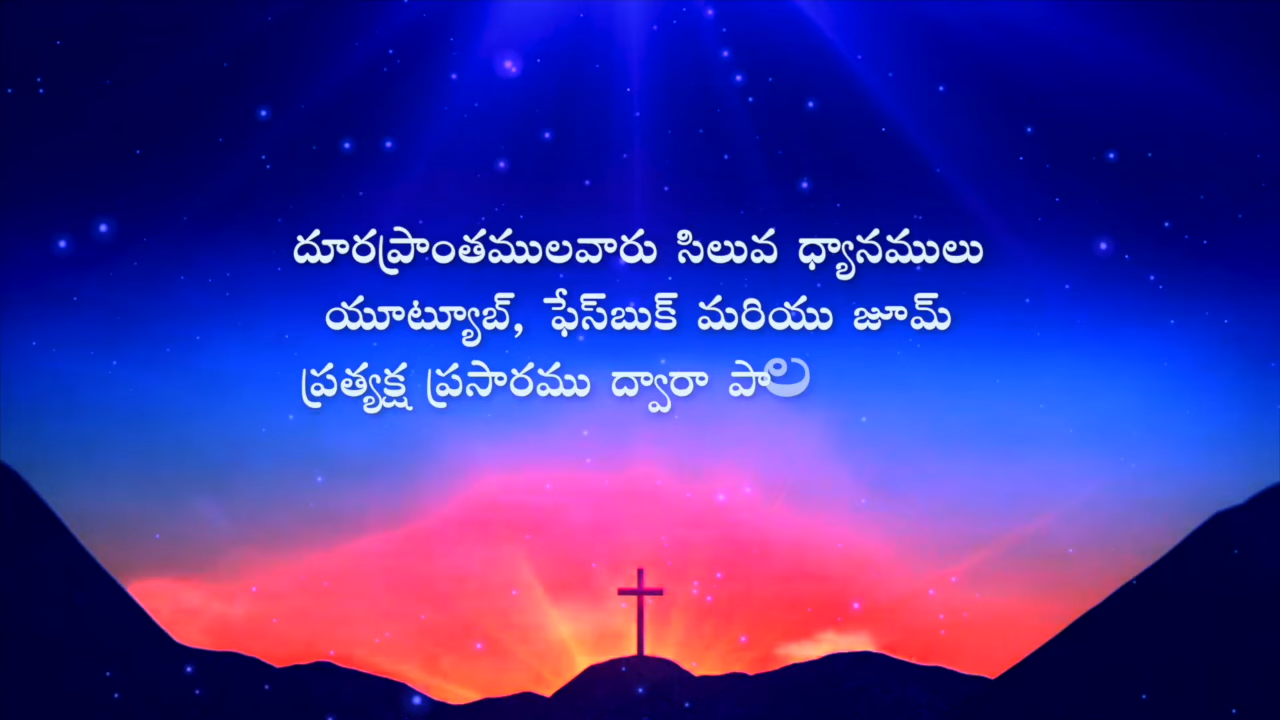 దూరప్రాంతములవారు సిలువ ధ్యానములు
యూట్యూబ్, ఫేస్‌బుక్ మరియు జూమ్
ప్రత్యక్ష ప్రసారము ద్వారా పాల